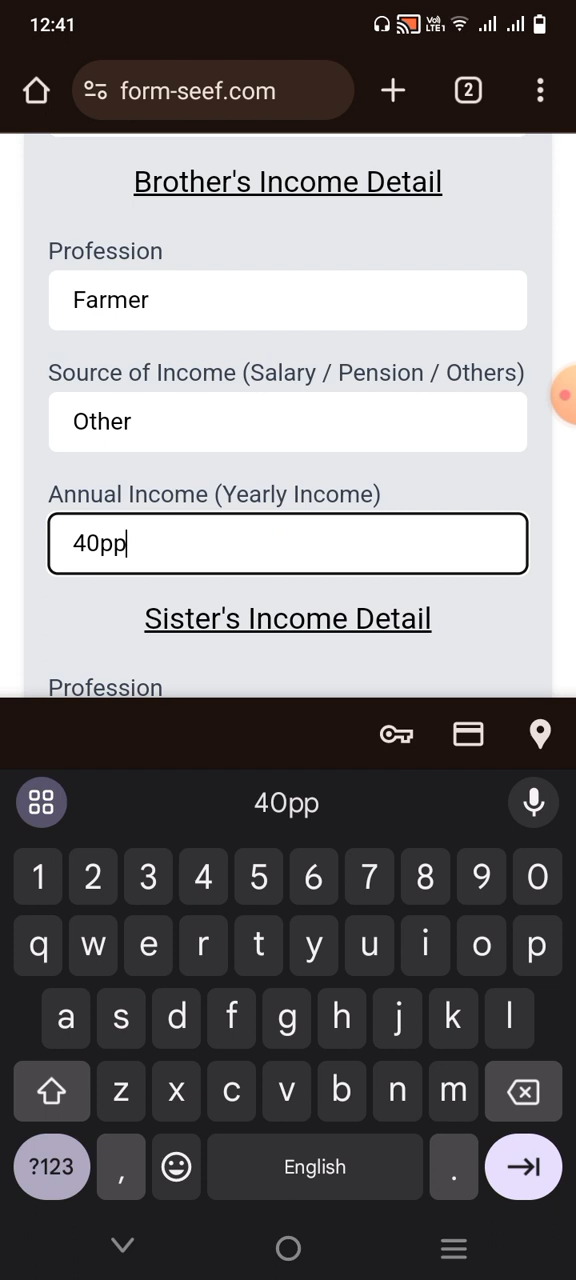 12:41
Vo)
LTE1
form-seef.com
2
Brother's Income Detail
Profession
Farmer
Source of Income (Salary / Pension / Others)
Other
Annual Income (Yearly Income)
40pp
Sister's Income Detail
Profession
40pp
1 2 3 4 5 6 7 8 9 0
q w e r t y u i o p
a s d f g h j k l
z x c v b n m
?123 , English .